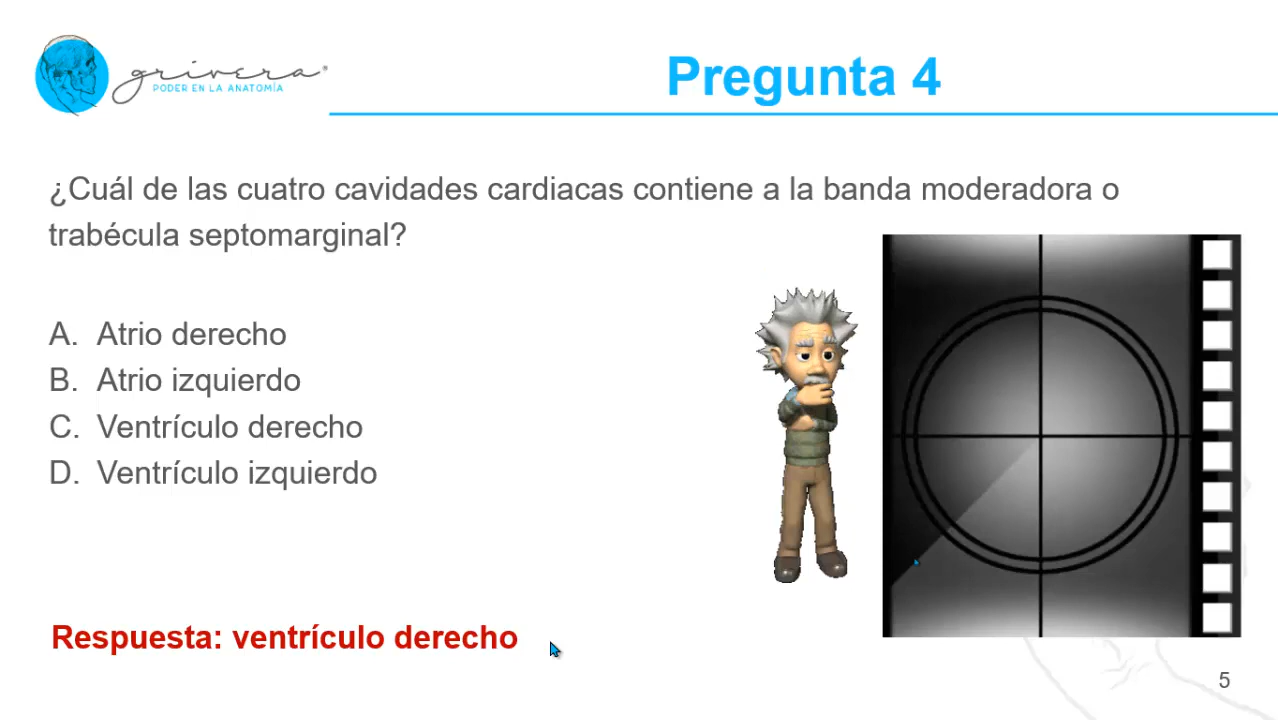 grivera®
PODER EN LA ANATOMÍA
Pregunta 4
¿Cuál de las cuatro cavidades cardiacas contiene a la banda moderadora o
trabécula septomarginal?
A. Atrio derecho
B. Atrio izquierdo
C. Ventrículo derecho
D. Ventrículo izquierdo
Respuesta: ventrículo derecho
5